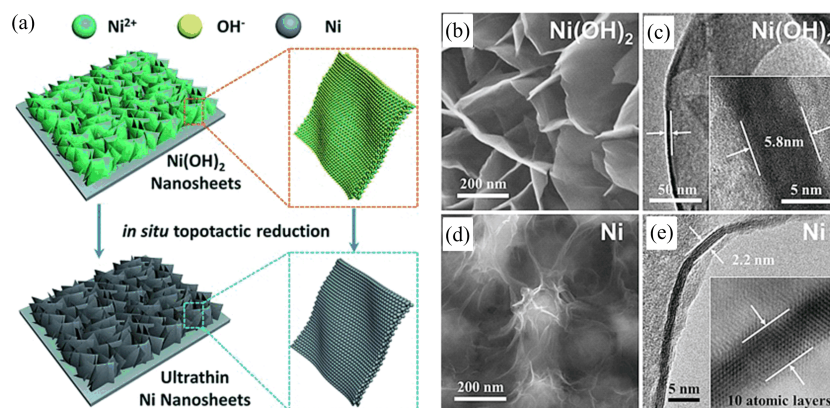 (a)
Ni²⁺ OH⁻ Ni
Ni(OH)₂
Nanosheets
in situ topotactic reduction
Ultrathin
Ni Nanosheets
(b) Ni(OH)₂
200 nm
(c) Ni(OH)₂
5.8nm
50 nm
5 nm
(d) Ni
200 nm
(e) Ni
2.2 nm
5 nm
10 atomic layers